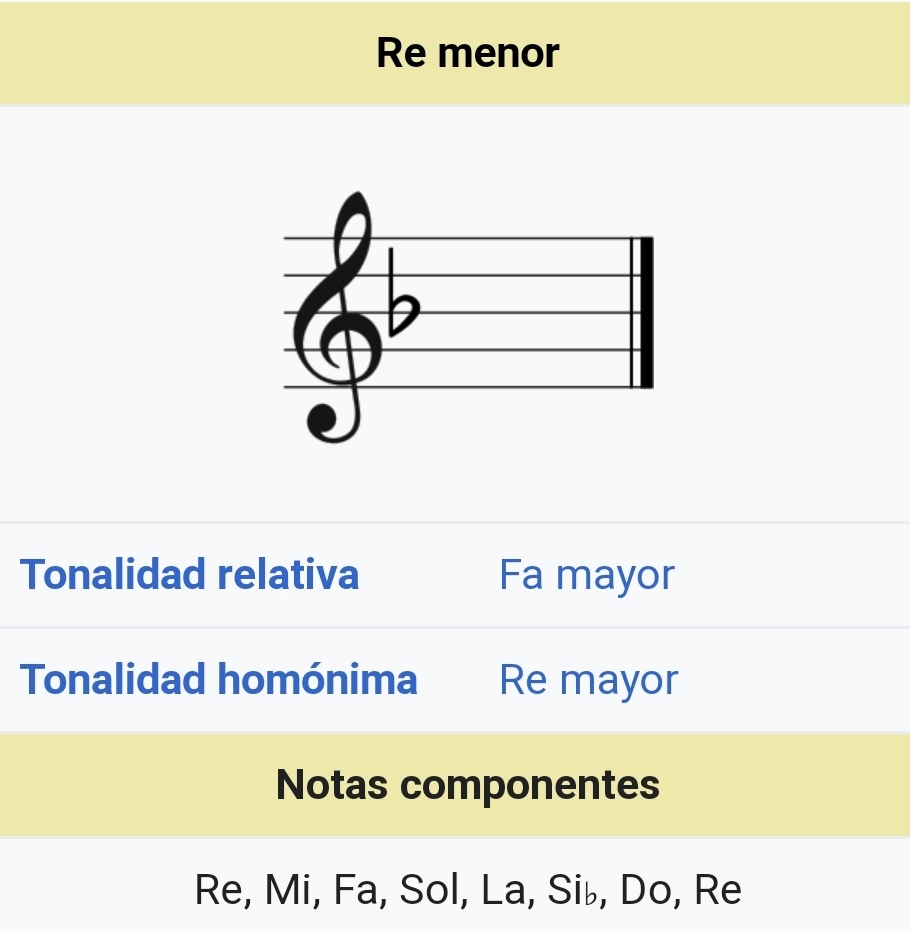 Re menor
Tonalidad relativa Fa mayor
Tonalidad homónima Re mayor
Notas componentes
Re, Mi, Fa, Sol, La, Si♭, Do, Re